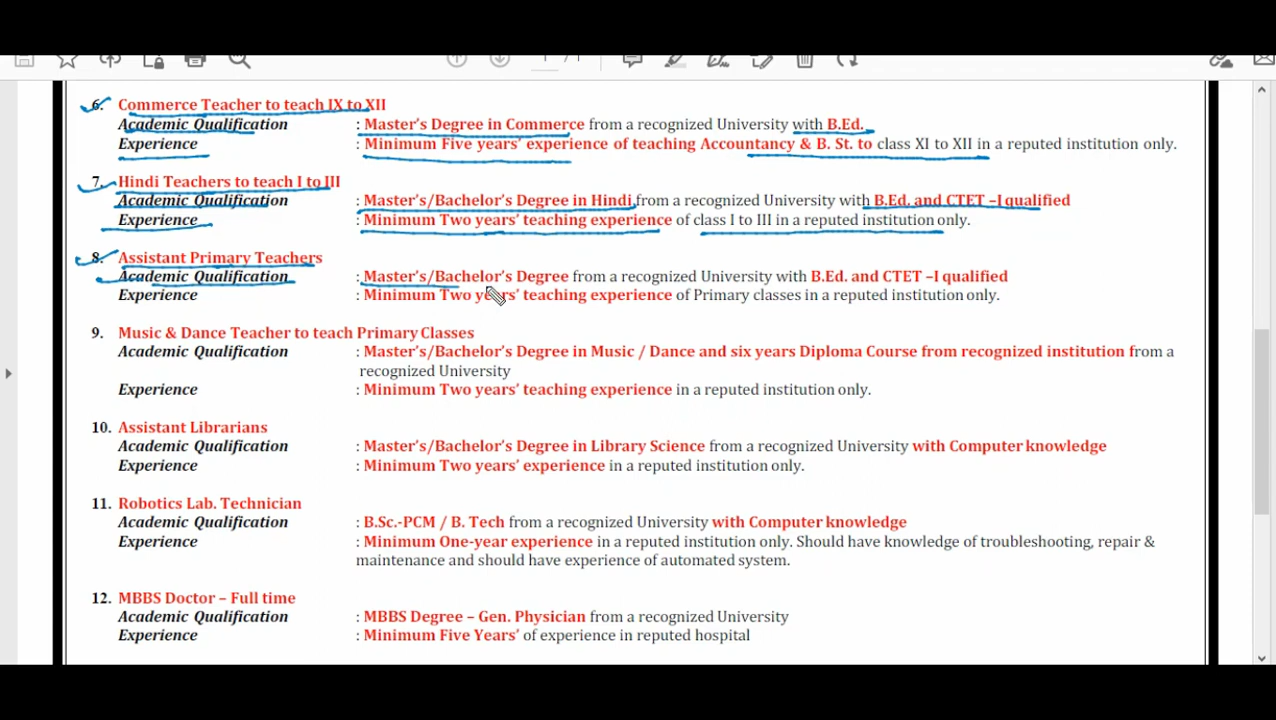 6. Commerce Teacher to teach IX to XII
Academic Qualification : Master's Degree in Commerce from a recognized University with B.Ed.
Experience : Minimum Five years' experience of teaching Accountancy & B. St. to class XI to XII in a reputed institution only.
7. Hindi Teachers to teach I to III
Academic Qualification : Master's/Bachelor's Degree in Hindi from a recognized University with B.Ed. and CTET –I qualified
Experience : Minimum Two years' teaching experience of class I to III in a reputed institution only.
8. Assistant Primary Teachers
Academic Qualification : Master's/Bachelor's Degree from a recognized University with B.Ed. and CTET –I qualified
Experience : Minimum Two years' teaching experience of Primary classes in a reputed institution only.
9. Music & Dance Teacher to teach Primary Classes
Academic Qualification : Master's/Bachelor's Degree in Music / Dance and six years Diploma Course from recognized institution from a
recognized University
Experience : Minimum Two years' teaching experience in a reputed institution only.
10. Assistant Librarians
Academic Qualification : Master's/Bachelor's Degree in Library Science from a recognized University with Computer knowledge
Experience : Minimum Two years' experience in a reputed institution only.
11. Robotics Lab. Technician
Academic Qualification : B.Sc.-PCM / B. Tech from a recognized University with Computer knowledge
Experience : Minimum One-year experience in a reputed institution only. Should have knowledge of troubleshooting, repair &
maintenance and should have experience of automated system.
12. MBBS Doctor – Full time
Academic Qualification : MBBS Degree – Gen. Physician from a recognized University
Experience : Minimum Five Years' of experience in reputed hospital